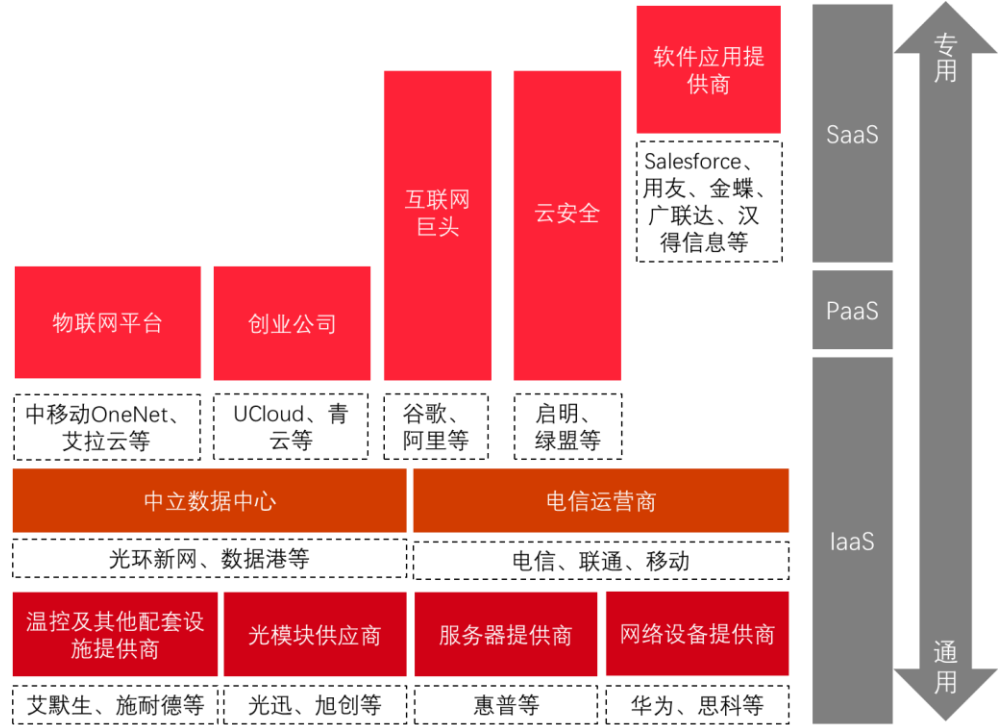 软件应用提
供商
Salesforce、
用友、金蝶、
广联达、汉
得信息等
互联网
巨头
云安全
物联网平台
创业公司
中移动OneNet、
艾拉云等
UCloud、青
云等
谷歌、
阿里等
启明、
绿盟等
中立数据中心
电信运营商
光环新网、数据港等
电信、联通、移动
温控及其他配套设
施提供商
光模块供应商
服务器提供商
网络设备提供商
艾默生、施耐德等
光迅、旭创等
惠普等
华为、思科等
SaaS
PaaS
IaaS
专
用
通
用